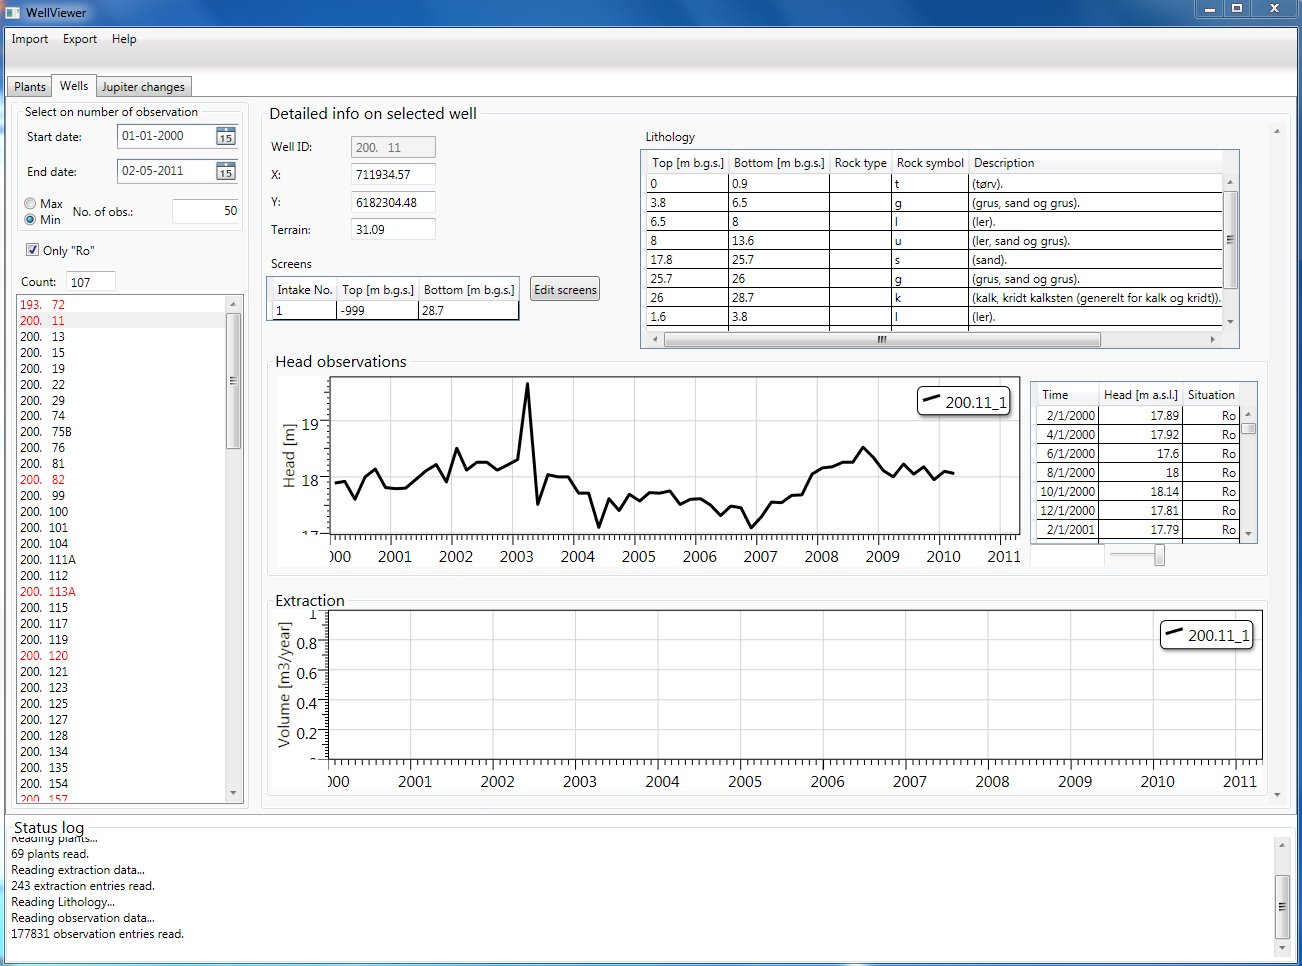 WellViewer
Import Export Help
Plants Wells Jupiter changes
Select on number of observation
Start date: 01-01-2000 15
End date: 02-05-2011 15
Max
Min No. of obs.: 50
Only "Ro"
Count: 107
193. 72
200. 11
200. 13
200. 15
200. 19
200. 22
200. 29
200. 74
200. 75B
200. 76
200. 81
200. 82
200. 99
200. 100
200. 101
200. 104
200. 111A
200. 112
200. 113A
200. 115
200. 117
200. 119
200. 120
200. 121
200. 123
200. 125
200. 127
200. 128
200. 134
200. 135
200. 154
200. 157
Detailed info on selected well
Well ID: 200. 11
X: 711934.57
Y: 6182304.48
Terrain: 31.09
Screens
Intake No. Top [m b.g.s.] Bottom [m b.g.s.]
1 -999 28.7
Edit screens
Lithology
Top [m b.g.s.] Bottom [m b.g.s.] Rock type Rock symbol Description
0 0.9 t (tørv).
3.8 6.5 g (grus, sand og grus).
6.5 8 l (ler).
8 13.6 u (ler, sand og grus).
17.8 25.7 s (sand).
25.7 26 g (grus, sand og grus).
26 28.7 k (kalk, kridt kalksten (generelt for kalk og kridt)).
1.6 3.8 l (ler).
Head observations
Head [m]
19
18
17
200.11_1
00 2001 2002 2003 2004 2005 2006 2007 2008 2009 2010 2011
Time Head [m a.s.l.] Situation
2/1/2000 17.89 Ro
4/1/2000 17.92 Ro
6/1/2000 17.6 Ro
8/1/2000 18 Ro
10/1/2000 18.14 Ro
12/1/2000 17.81 Ro
2/1/2001 17.79 Ro
Extraction
Volume [m3/year]
1
0.8
0.6
0.4
0.2
200.11_1
00 2001 2002 2003 2004 2005 2006 2007 2008 2009 2010 2011
Status log
Reading plants...
69 plants read.
Reading extraction data...
243 extraction entries read.
Reading Lithology...
Reading observation data...
177831 observation entries read.